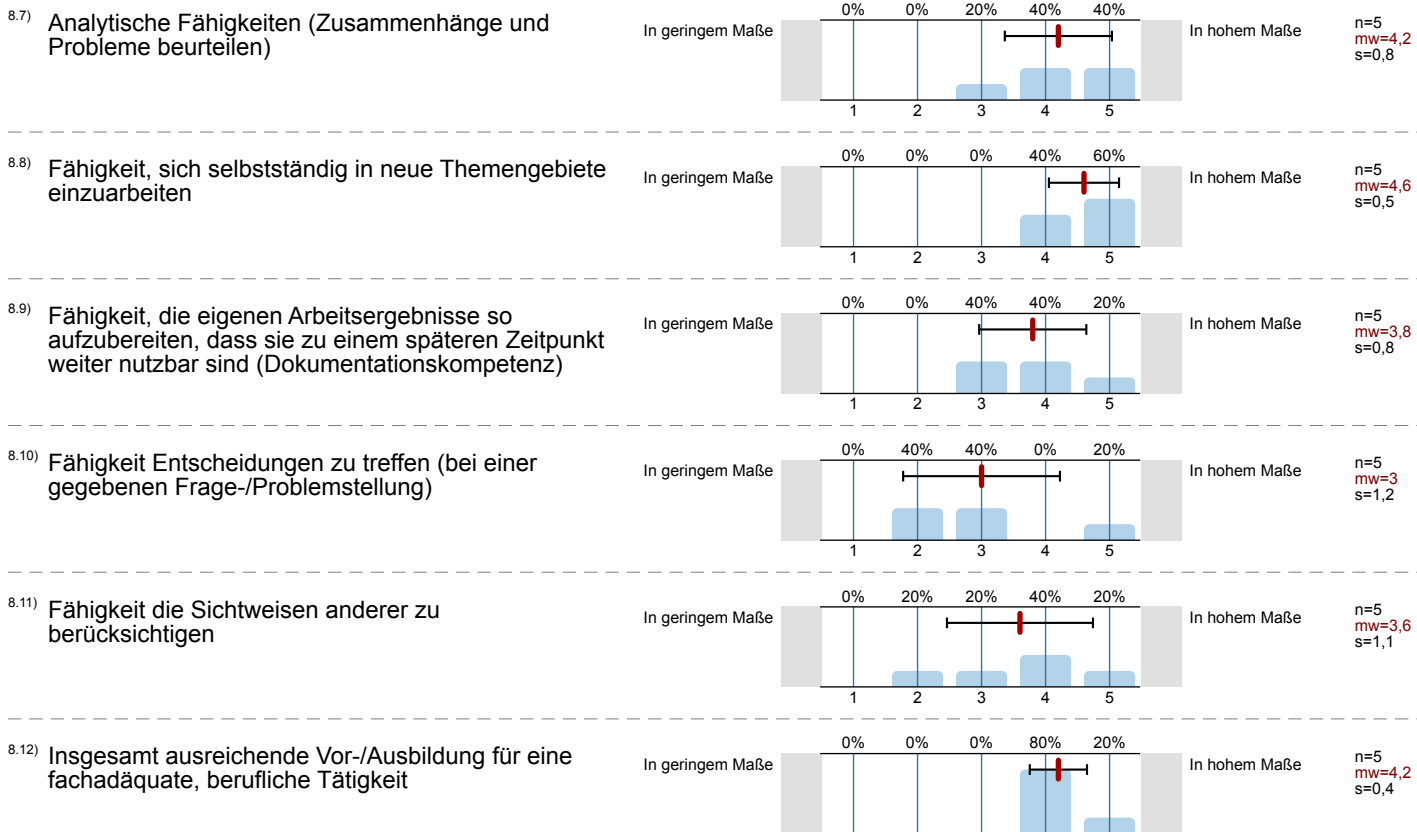 8.7) Analytische Fähigkeiten (Zusammenhänge und
Probleme beurteilen)
In geringem Maße
0% 0% 20% 40% 40%
1 2 3 4 5
In hohem Maße
n=5
mw=4,2
s=0,8
8.8) Fähigkeit, sich selbstständig in neue Themengebiete
einzuarbeiten
In geringem Maße
0% 0% 0% 40% 60%
1 2 3 4 5
In hohem Maße
n=5
mw=4,6
s=0,5
8.9) Fähigkeit, die eigenen Arbeitsergebnisse so
aufzubereiten, dass sie zu einem späteren Zeitpunkt
weiter nutzbar sind (Dokumentationskompetenz)
In geringem Maße
0% 0% 40% 40% 20%
1 2 3 4 5
In hohem Maße
n=5
mw=3,8
s=0,8
8.10) Fähigkeit Entscheidungen zu treffen (bei einer
gegebenen Frage-/Problemstellung)
In geringem Maße
0% 40% 40% 0% 20%
1 2 3 4 5
In hohem Maße
n=5
mw=3
s=1,2
8.11) Fähigkeit die Sichtweisen anderer zu
berücksichtigen
In geringem Maße
0% 20% 20% 40% 20%
1 2 3 4 5
In hohem Maße
n=5
mw=3,6
s=1,1
8.12) Insgesamt ausreichende Vor-/Ausbildung für eine
fachadäquate, berufliche Tätigkeit
In geringem Maße
0% 0% 0% 80% 20%
In hohem Maße
n=5
mw=4,2
s=0,4